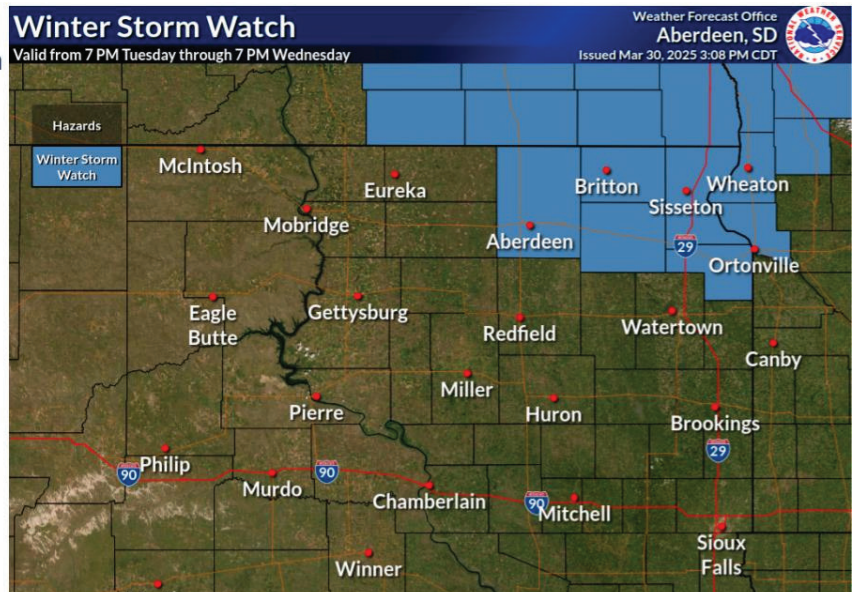 Winter Storm Watch
Valid from 7 PM Tuesday through 7 PM Wednesday
Weather Forecast Office
Aberdeen, SD
Issued Mar 30, 2025 3:08 PM CDT
NATIONAL WEATHER SERVICE
Hazards
Winter Storm
Watch
McIntosh
Eureka
Britton
Wheaton
Sisseton
Mobridge
Aberdeen
29
Ortonville
Eagle
Butte
Gettysburg
Redfield
Watertown
Canby
Miller
Pierre
Huron
Brookings
29
Philip
90
Murdo
90
Chamberlain
90
Mitchell
Sioux
Falls
Winner